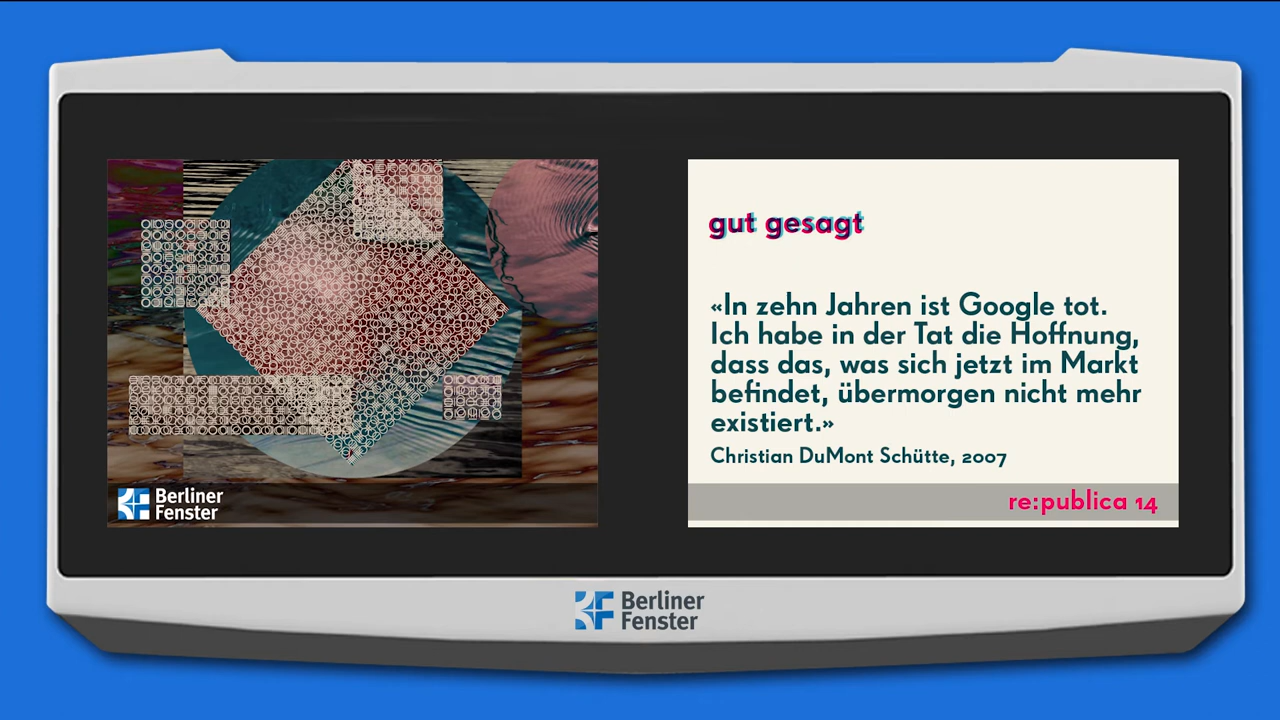 Berliner
Fenster
gut gesagt
«In zehn Jahren ist Google tot.
Ich habe in der Tat die Hoffnung,
dass das, was sich jetzt im Markt
befindet, übermorgen nicht mehr
existiert.»
Christian DuMont Schütte, 2007
re:publica 14
Berliner
Fenster